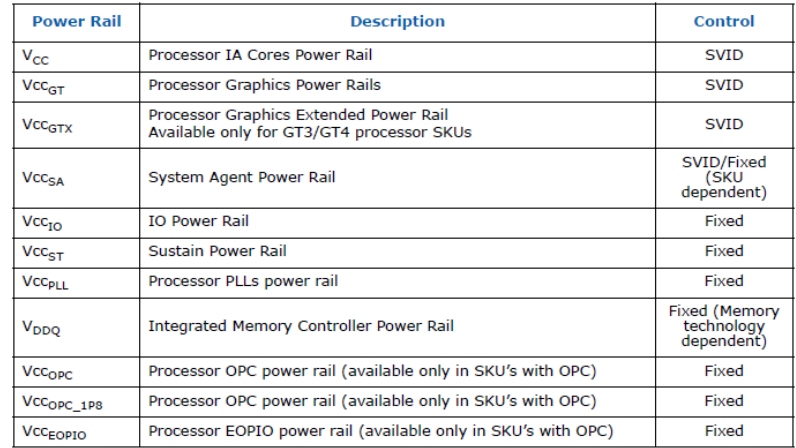 Power Rail Description Control
VCC Processor IA Cores Power Rail SVID
VccGT Processor Graphics Power Rails SVID
VccGTX Processor Graphics Extended Power Rail
Available only for GT3/GT4 processor SKUs SVID
VccSA System Agent Power Rail SVID/Fixed
(SKU
dependent)
VccIO IO Power Rail Fixed
VccST Sustain Power Rail Fixed
VccPLL Processor PLLs power rail Fixed
VDDQ Integrated Memory Controller Power Rail Fixed (Memory
technology
dependent)
VccOPC Processor OPC power rail (available only in SKU's with OPC) Fixed
VccOPC_1P8 Processor OPC power rail (available only in SKU's with OPC) Fixed
VccEOPIO Processor EOPIO power rail (available only in SKU's with OPC) Fixed